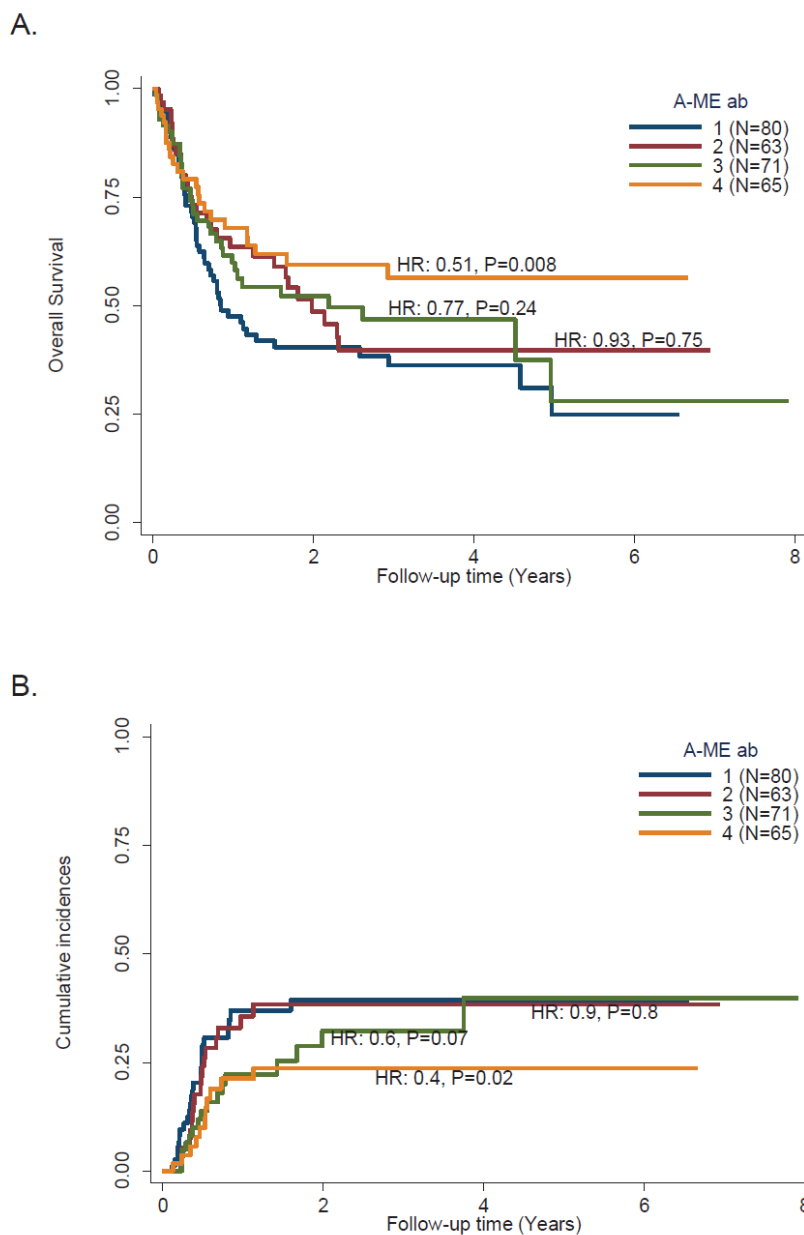 A.
A-ME ab
1 (N=80)
2 (N=63)
3 (N=71)
4 (N=65)
1.00
0.75
0.50
0.25
0.00
Overall Survival
HR: 0.51, P=0.008
HR: 0.77, P=0.24
HR: 0.93, P=0.75
0 2 4 6 8
Follow-up time (Years)
B.
A-ME ab
1 (N=80)
2 (N=63)
3 (N=71)
4 (N=65)
1.00
0.75
0.50
0.25
0.00
Cumulative incidences
HR: 0.9, P=0.8
HR: 0.6, P=0.07
HR: 0.4, P=0.02
0 2 4 6 8
Follow-up time (Years)